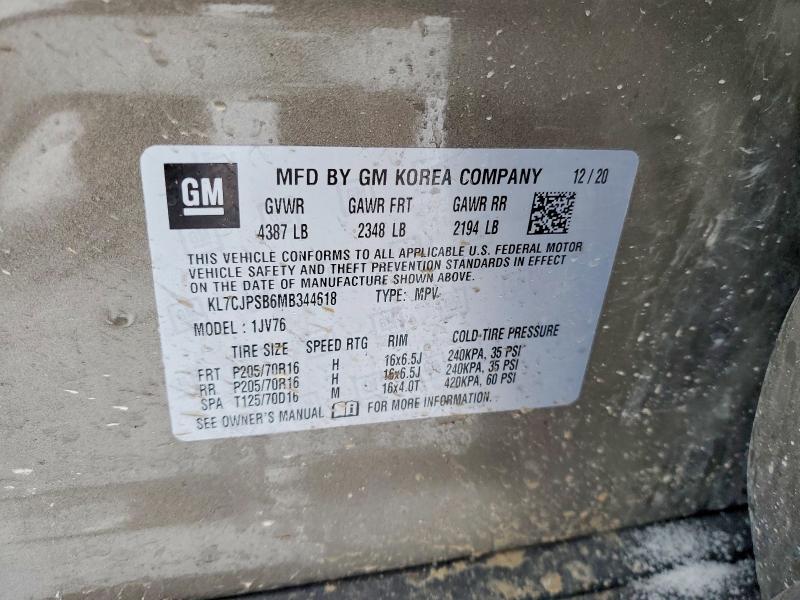 GM MFD BY GM KOREA COMPANY 12/20
GVWR GAWR FRT GAWR RR
4387 LB 2348 LB 2194 LB
THIS VEHICLE CONFORMS TO ALL APPLICABLE U.S. FEDERAL MOTOR
VEHICLE SAFETY AND THEFT PREVENTION STANDARDS IN EFFECT
ON THE DATE OF MANUFACTURE SHOWN ABOVE.
KL7CJPSB6MB344618 TYPE: MPV
MODEL: 1JV76
TIRE SIZE SPEED RTG RIM COLD TIRE PRESSURE
FRT P205/70R16 H 16x6.5J 240KPA, 35 PSI
RR P205/70R16 H 16x6.5J 240KPA, 35 PSI
SPA T125/70D16 M 16x4.0T 420KPA, 60 PSI
SEE OWNER'S MANUAL i FOR MORE INFORMATION.